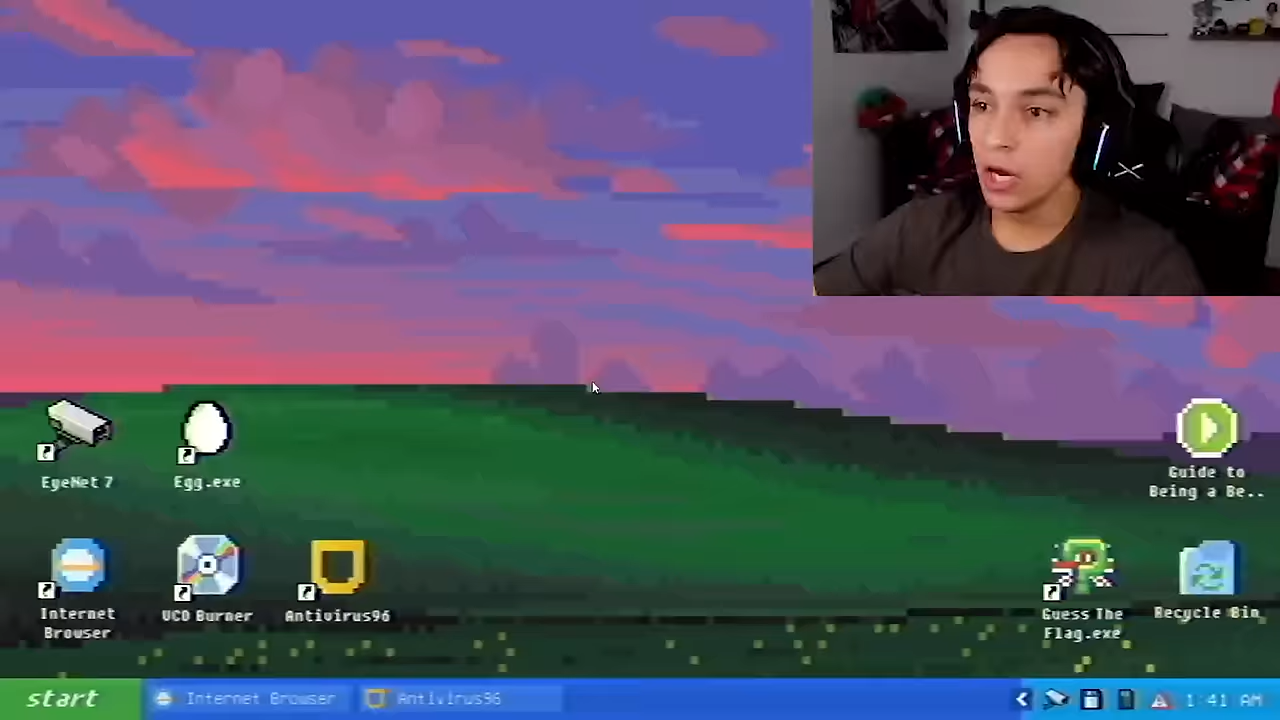 EyeNet 7
Egg.exe
Guide to
Being a Be..
Internet
Browser
UCD Burner
Antivirus96
Guess The
Flag.exe
Recycle Bin
start
Internet Browser
Antivirus96
1:41 AM